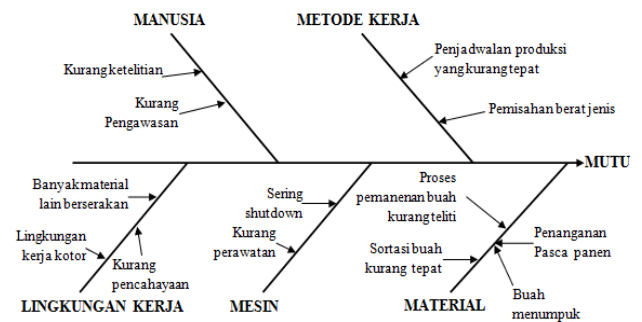 MANUSIA
METODE KERJA
Kurang ketelitian
Kurang
Pengawasan
Penjadwalan produksi
yang kurang tepat
Pemisahan berat jenis
MUTU
Banyak material
lain berserakan
Lingkungan
kerja kotor
Kurang
pencahayaan
Sering
shutdown
Kurang
perawatan
Proses
pemanenan buah
kurang teliti
Sortasi buah
kurang tepat
Penanganan
Pasca panen
Buah
menumpuk
LINGKUNGAN KERJA
MESIN
MATERIAL